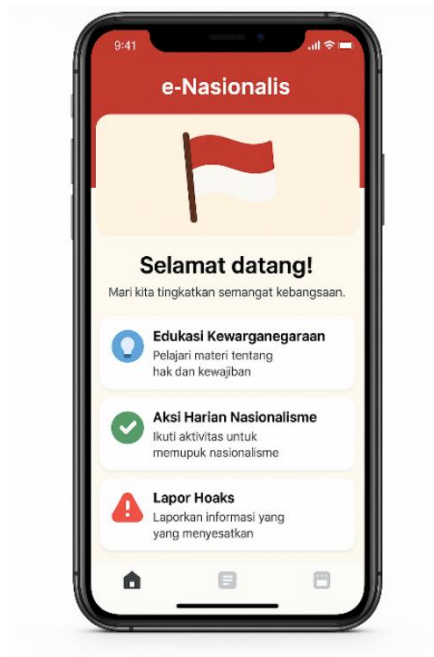 9:41
e-Nasionalis
Selamat datang!
Mari kita tingkatkan semangat kebangsaan.
Edukasi Kewarganegaraan
Pelajari materi tentang
hak dan kewajiban
Aksi Harian Nasionalisme
Ikuti aktivitas untuk
memupuk nasionalisme
Lapor Hoaks
Laporkan informasi yang
yang menyesatkan